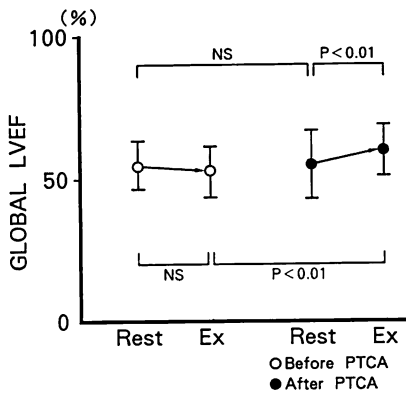 (%)
100
NS
P<0.01
GLOBAL LVEF
50
NS
P<0.01
0
Rest
Ex
Rest
Ex
○Before PTCA
●After PTCA